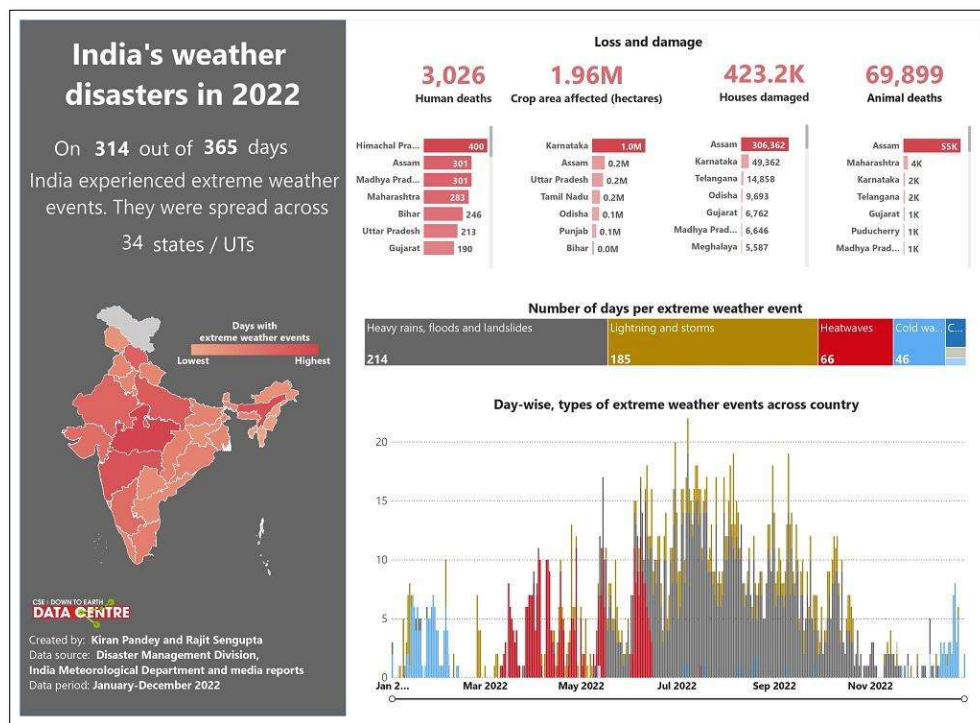 India's weather
disasters in 2022
On 314 out of 365 days
India experienced extreme weather
events. They were spread across
34 states / UTs
Days with
extreme weather events
Lowest Highest
CSE : DOWN TO EARTH
DATA CENTRE
Created by: Kiran Pandey and Rajit Sengupta
Data source: Disaster Management Division,
India Meteorological Department and media reports
Data period: January-December 2022
Loss and damage
3,026
Human deaths
Himachal Pra... 400
Assam 301
Madhya Prad... 301
Maharashtra 283
Bihar 246
Uttar Pradesh 213
Gujarat 190
1.96M
Crop area affected (hectares)
Karnataka 1.0M
Assam 0.2M
Uttar Pradesh 0.2M
Tamil Nadu 0.2M
Odisha 0.1M
Punjab 0.1M
Bihar 0.0M
423.2K
Houses damaged
Assam 306,362
Karnataka 49,362
Telangana 14,858
Odisha 9,693
Gujarat 6,762
Madhya Prad... 6,646
Meghalaya 5,587
69,899
Animal deaths
Assam 55K
Maharashtra 4K
Karnataka 2K
Telangana 2K
Gujarat 1K
Puducherry 1K
Madhya Prad... 1K
Number of days per extreme weather event
Heavy rains, floods and landslides Lightning and storms Heatwaves Cold wa... C...
214 185 66 46
Day-wise, types of extreme weather events across country
20
15
10
5
0
Jan 2... Mar 2022 May 2022 Jul 2022 Sep 2022 Nov 2022